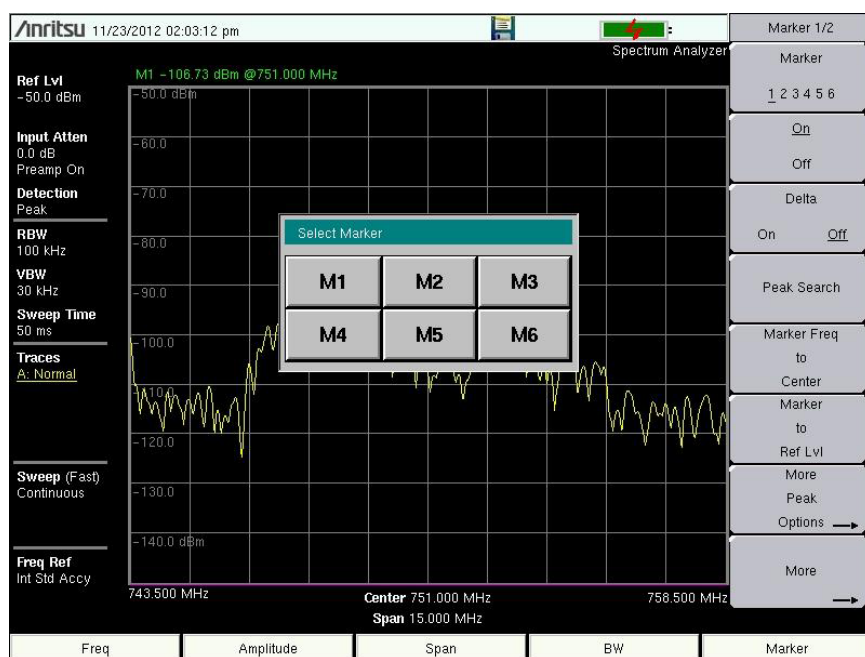 Anritsu 11/23/2012 02:03:12 pm
Spectrum Analyzer
M1 -106.73 dBm @751.000 MHz
Ref Lvl
-50.0 dBm
Input Atten
0.0 dB
Preamp On
Detection
Peak
RBW
100 kHz
VBW
30 kHz
Sweep Time
50 ms
Traces
A: Normal
Sweep (Fast)
Continuous
Freq Ref
Int Std Accy
-50.0 dBm
-60.0
-70.0
-80.0
-90.0
-100.0
-110.0
-120.0
-130.0
-140.0 dBm
Select Marker
M1 M2 M3
M4 M5 M6
743.500 MHz
Center 751.000 MHz
758.500 MHz
Span 15.000 MHz
Marker 1/2
Marker
1 2 3 4 5 6
On
Off
Delta
On Off
Peak Search
Marker Freq
to
Center
Marker
to
Ref Lvl
More
Peak
Options
More
Freq Amplitude Span BW Marker